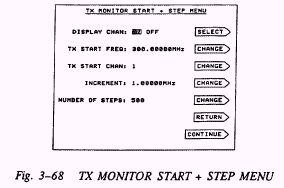 TX MONITOR START + STEP MENU
DISPLAY CHAN: ON OFF SELECT
TX START FREQ: 300.00000MHz CHANGE
TX START CHAN: 1 CHANGE
INCREMENT: 1.00000MHz CHANGE
NUMBER OF STEPS: 500 CHANGE
RETURN
CONTINUE
Fig. 3-68 TX MONITOR START + STEP MENU